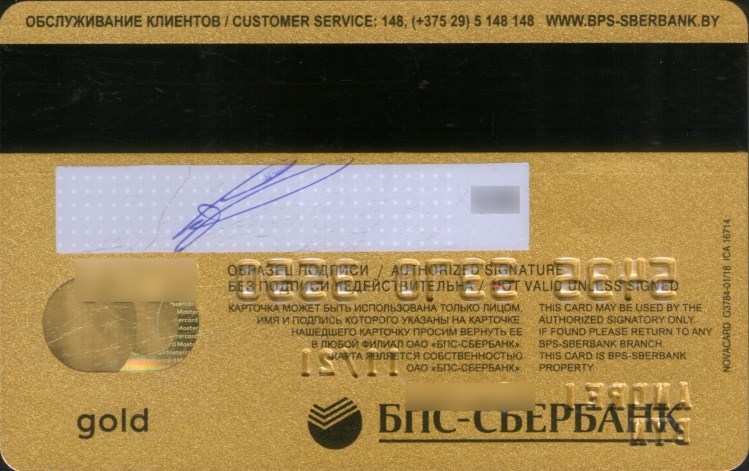 ОБСЛУЖИВАНИЕ КЛИЕНТОВ / CUSTOMER SERVICE: 148, (+375 29) 5 148 148 WWW.BPS-SBERBANK.BY
ОБРАЗЕЦ ПОДПИСИ / AUTHORIZED SIGNATURE
БЕЗ ПОДПИСИ НЕДЕЙСТВИТЕЛЬНА / NOT VALID UNLESS SIGNED
КАРТОЧКА МОЖЕТ БЫТЬ ИСПОЛЬЗОВАНА ТОЛЬКО ЛИЦОМ,
ИМЯ И ПОДПИСЬ КОТОРОГО УКАЗАНЫ НА КАРТОЧКЕ.
НАШЕДШЕГО КАРТОЧКУ ПРОСИМ ВЕРНУТЬ ЕЕ
В ЛЮБОЙ ФИЛИАЛ ОАО «БПС-СБЕРБАНК».
КАРТА ЯВЛЯЕТСЯ СОБСТВЕННОСТЬЮ
ОАО «БПС-СБЕРБАНК».
THIS CARD MAY BE USED BY THE
AUTHORIZED SIGNATORY ONLY.
IF FOUND PLEASE RETURN TO ANY
BPS-SBERBANK BRANCH.
THIS CARD IS BPS-SBERBANK
PROPERTY.
NOVACARD G3784-01/18 ICA 16714
gold
БПС-СБЕРБАНК